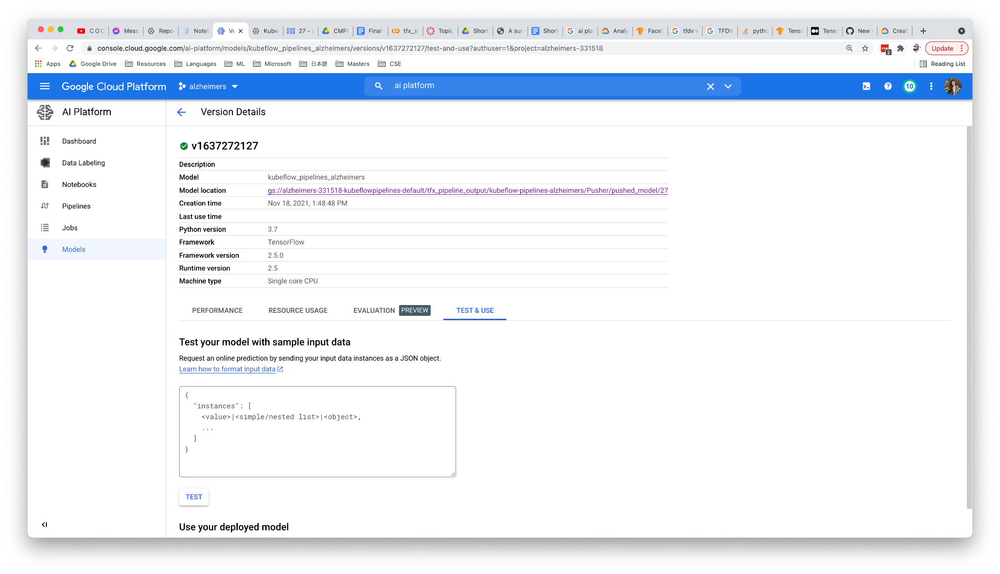 C O C Mess Repo Noteb Ve Kube 27 - a CMPE Final tfx_si Topic Short A sur Short ai pla Analy FaceS tfdv w TFDV pytho Tenso Tenso New Creat
console.cloud.google.com/ai-platform/models/kubeflow_pipelines_alzheimers/versions/v1637272127/test-and-use?authuser=1&project=alzheimers-331518
2
Update
Apps Google Drive Resources Languages ML Microsoft 日本語 Masters CSE Reading List
Google Cloud Platform alzheimers ai platform 10
AI Platform
Version Details
Dashboard
Data Labeling
Notebooks
Pipelines
Jobs
Models
v1637272127
Description
Model kubeflow_pipelines_alzheimers
Model location gs://alzheimers-331518-kubeflowpipelines-default/tfx_pipeline_output/kubeflow-pipelines-alzheimers/Pusher/pushed_model/27
Creation time Nov 18, 2021, 1:48:48 PM
Last use time
Python version 3.7
Framework TensorFlow
Framework version 2.5.0
Runtime version 2.5
Machine type Single core CPU
PERFORMANCE RESOURCE USAGE EVALUATION PREVIEW TEST & USE
Test your model with sample input data
Request an online prediction by sending your input data instances as a JSON object.
Learn how to format input data
{
"instances": [
<value>|<simple/nested list>|<object>,
...
]
}
TEST
Use your deployed model